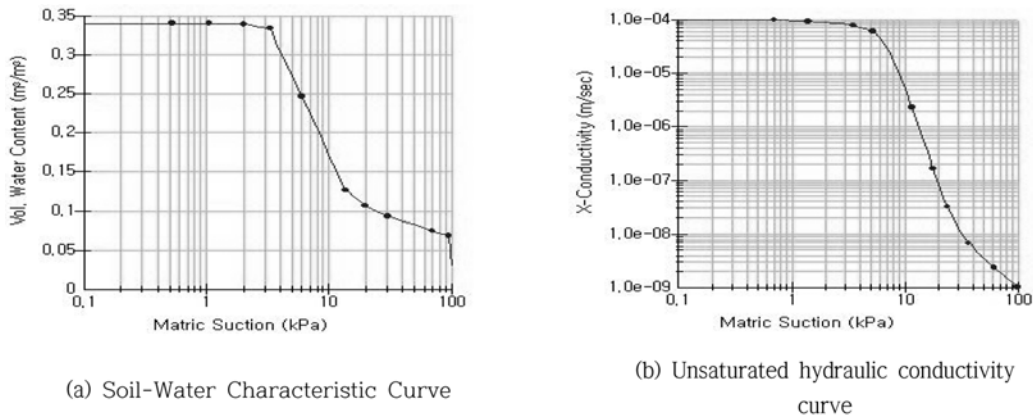 0.35
0.3
0.25
0.2
0.15
0.1
0.05
0
0.1
1
10
100
Vol. Water Content (m³/m³)
Matric Suction (kPa)
(a) Soil-Water Characteristic Curve
1.0e-04
1.0e-05
1.0e-06
1.0e-07
1.0e-08
1.0e-09
0.1
1
10
100
X-Conductivity (m/sec)
Matric Suction (kPa)
(b) Unsaturated hydraulic conductivity
curve